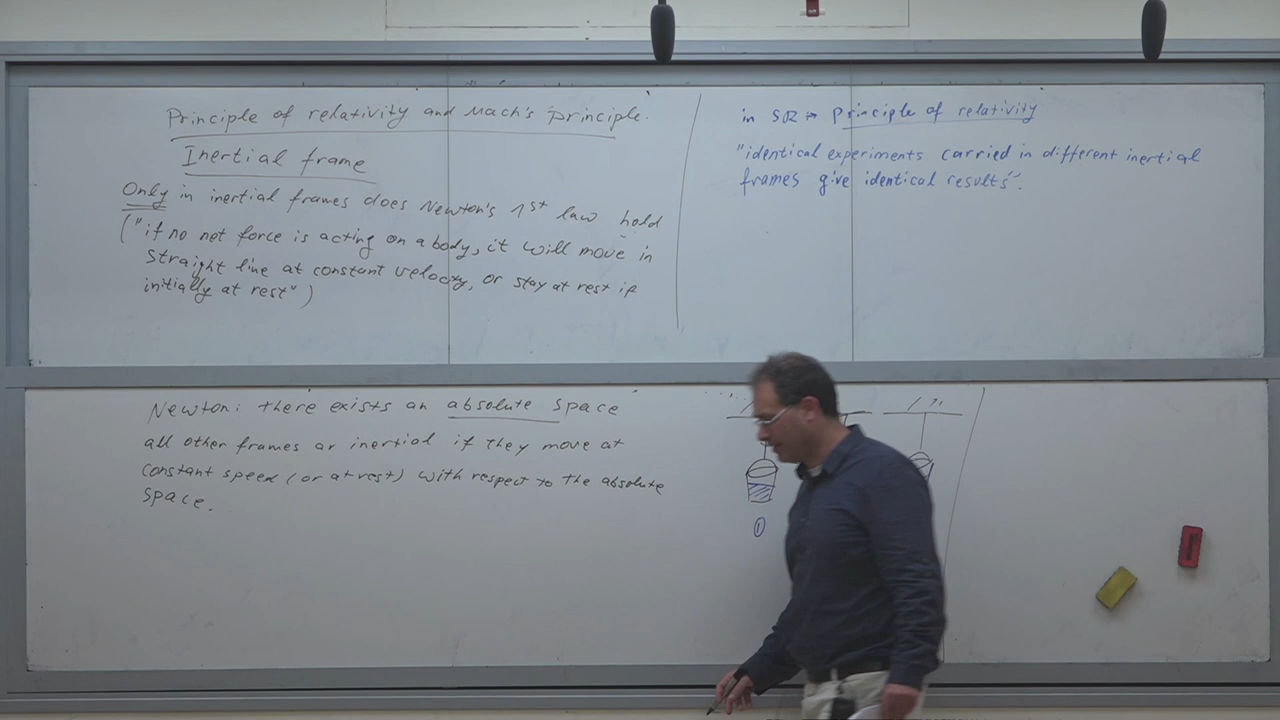 Principle of relativity and Mach's principle.
Inertial frame
Only in inertial frames does Newton's 1st law hold
("if no net force is acting on a body, it will move in
straight line at constant velocity, or stay at rest if
initially at rest")
in SR → Principle of relativity
"identical experiments carried in different inertial
frames give identical results".
Newton: there exists an absolute space
all other frames ar inertial if they move at
constant speed (or at rest) with respect to the absolute
space.
①